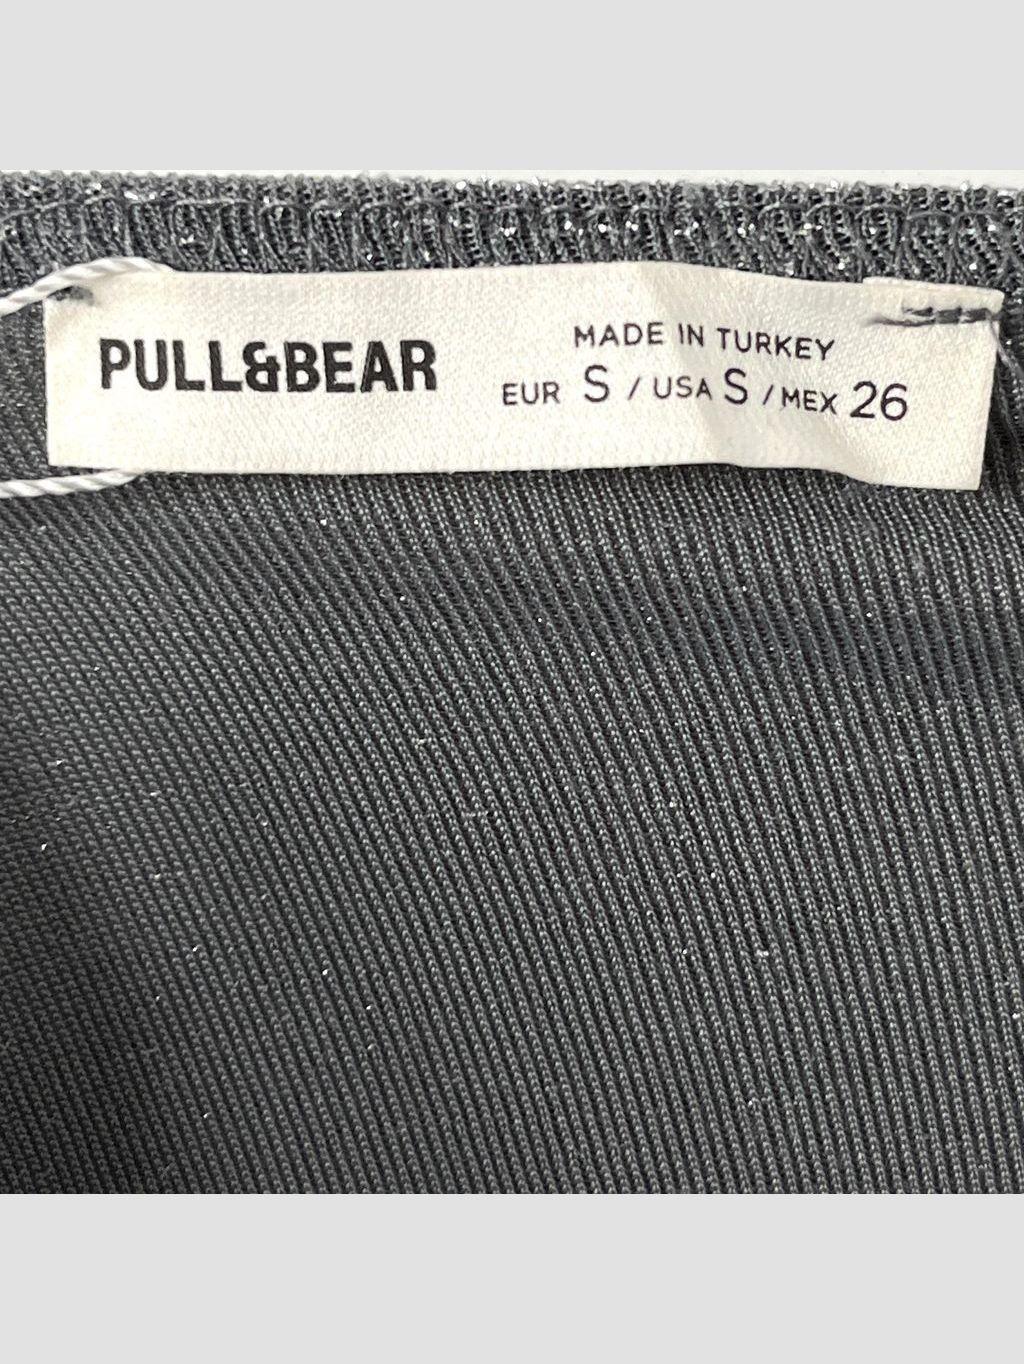 PULL&BEAR
MADE IN TURKEY
EUR S / USA S / MEX 26